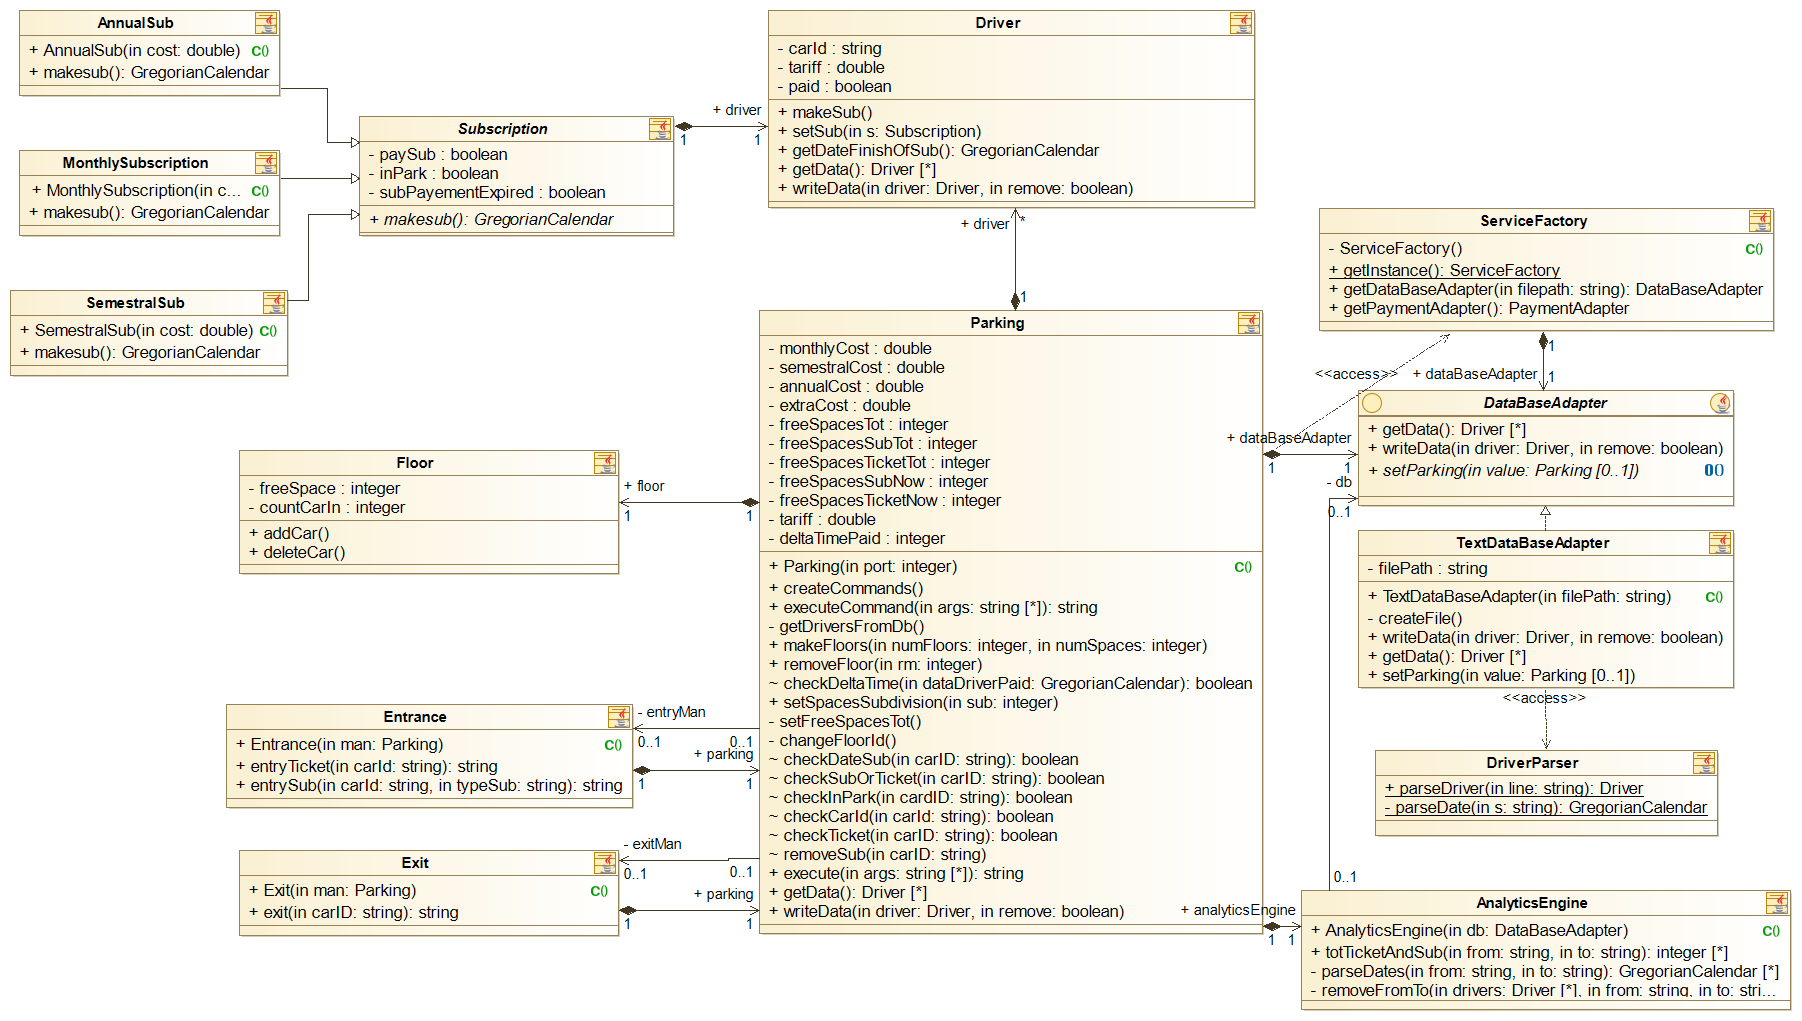 AnnualSub
+ AnnualSub(in cost: double) C()
+ makesub(): GregorianCalendar
MonthlySubscription
+ MonthlySubscription(in c... C()
+ makesub(): GregorianCalendar
SemestralSub
+ SemestralSub(in cost: double) C()
+ makesub(): GregorianCalendar
Subscription
- paySub : boolean
- inPark : boolean
- subPayementExpired : boolean
+ makesub(): GregorianCalendar
+ driver
1
1
Driver
- carId : string
- tariff : double
- paid : boolean
+ makeSub()
+ setSub(in s: Subscription)
+ getDateFinishOfSub(): GregorianCalendar
+ getData(): Driver [*]
+ writeData(in driver: Driver, in remove: boolean)
+ driver
*
1
Parking
- monthlyCost : double
- semestralCost : double
- annualCost : double
- extraCost : double
- freeSpacesTot : integer
- freeSpacesSubTot : integer
- freeSpacesTicketTot : integer
- freeSpacesSubNow : integer
- freeSpacesTicketNow : integer
- tariff : double
- deltaTimePaid : integer
+ Parking(in port: integer) C()
+ createCommands()
+ executeCommand(in args: string [*]): string
- getDriversFromDb()
+ makeFloors(in numFloors: integer, in numSpaces: integer)
+ removeFloor(in rm: integer)
~ checkDeltaTime(in dataDriverPaid: GregorianCalendar): boolean
+ setSpacesSubdivision(in sub: integer)
- setFreeSpacesTot()
- changeFloorId()
~ checkDateSub(in carID: string): boolean
~ checkSubOrTicket(in carID: string): boolean
~ checkInPark(in cardID: string): boolean
~ checkCarId(in carId: string): boolean
~ checkTicket(in carID: string): boolean
~ removeSub(in carID: string)
+ execute(in args: string [*]): string
+ getData(): Driver [*]
+ writeData(in driver: Driver, in remove: boolean)
Floor
- freeSpace : integer
- countCarIn : integer
+ addCar()
+ deleteCar()
+ floor
1
1
Entrance
+ Entrance(in man: Parking) C()
+ entryTicket(in carId: string): string
+ entrySub(in carId: string, in typeSub: string): string
- entryMan
0..1
0..1
+ parking
1
1
Exit
+ Exit(in man: Parking) C()
+ exit(in carID: string): string
- exitMan
0..1
0..1
+ parking
1
1
ServiceFactory
- ServiceFactory() C()
+ getInstance(): ServiceFactory
+ getDataBaseAdapter(in filepath: string): DataBaseAdapter
+ getPaymentAdapter(): PaymentAdapter
<<access>>
1
+ dataBaseAdapter
1
DataBaseAdapter
+ getData(): Driver [*]
+ writeData(in driver: Driver, in remove: boolean)
+ setParking(in value: Parking [0..1]) O()
+ dataBaseAdapter
1
1
- db
0..1
TextDataBaseAdapter
- filePath : string
+ TextDataBaseAdapter(in filePath: string) C()
- createFile()
+ writeData(in driver: Driver, in remove: boolean)
+ getData(): Driver [*]
+ setParking(in value: Parking [0..1])
<<access>>
DriverParser
+ parseDriver(in line: string): Driver
- parseDate(in s: string): GregorianCalendar
0..1
+ analyticsEngine
1
1
AnalyticsEngine
+ AnalyticsEngine(in db: DataBaseAdapter) C()
+ totTicketAndSub(in from: string, in to: string): integer [*]
- parseDates(in from: string, in to: string): GregorianCalendar [*]
- removeFromTo(in drivers: Driver [*], in from: string, in to: stri...